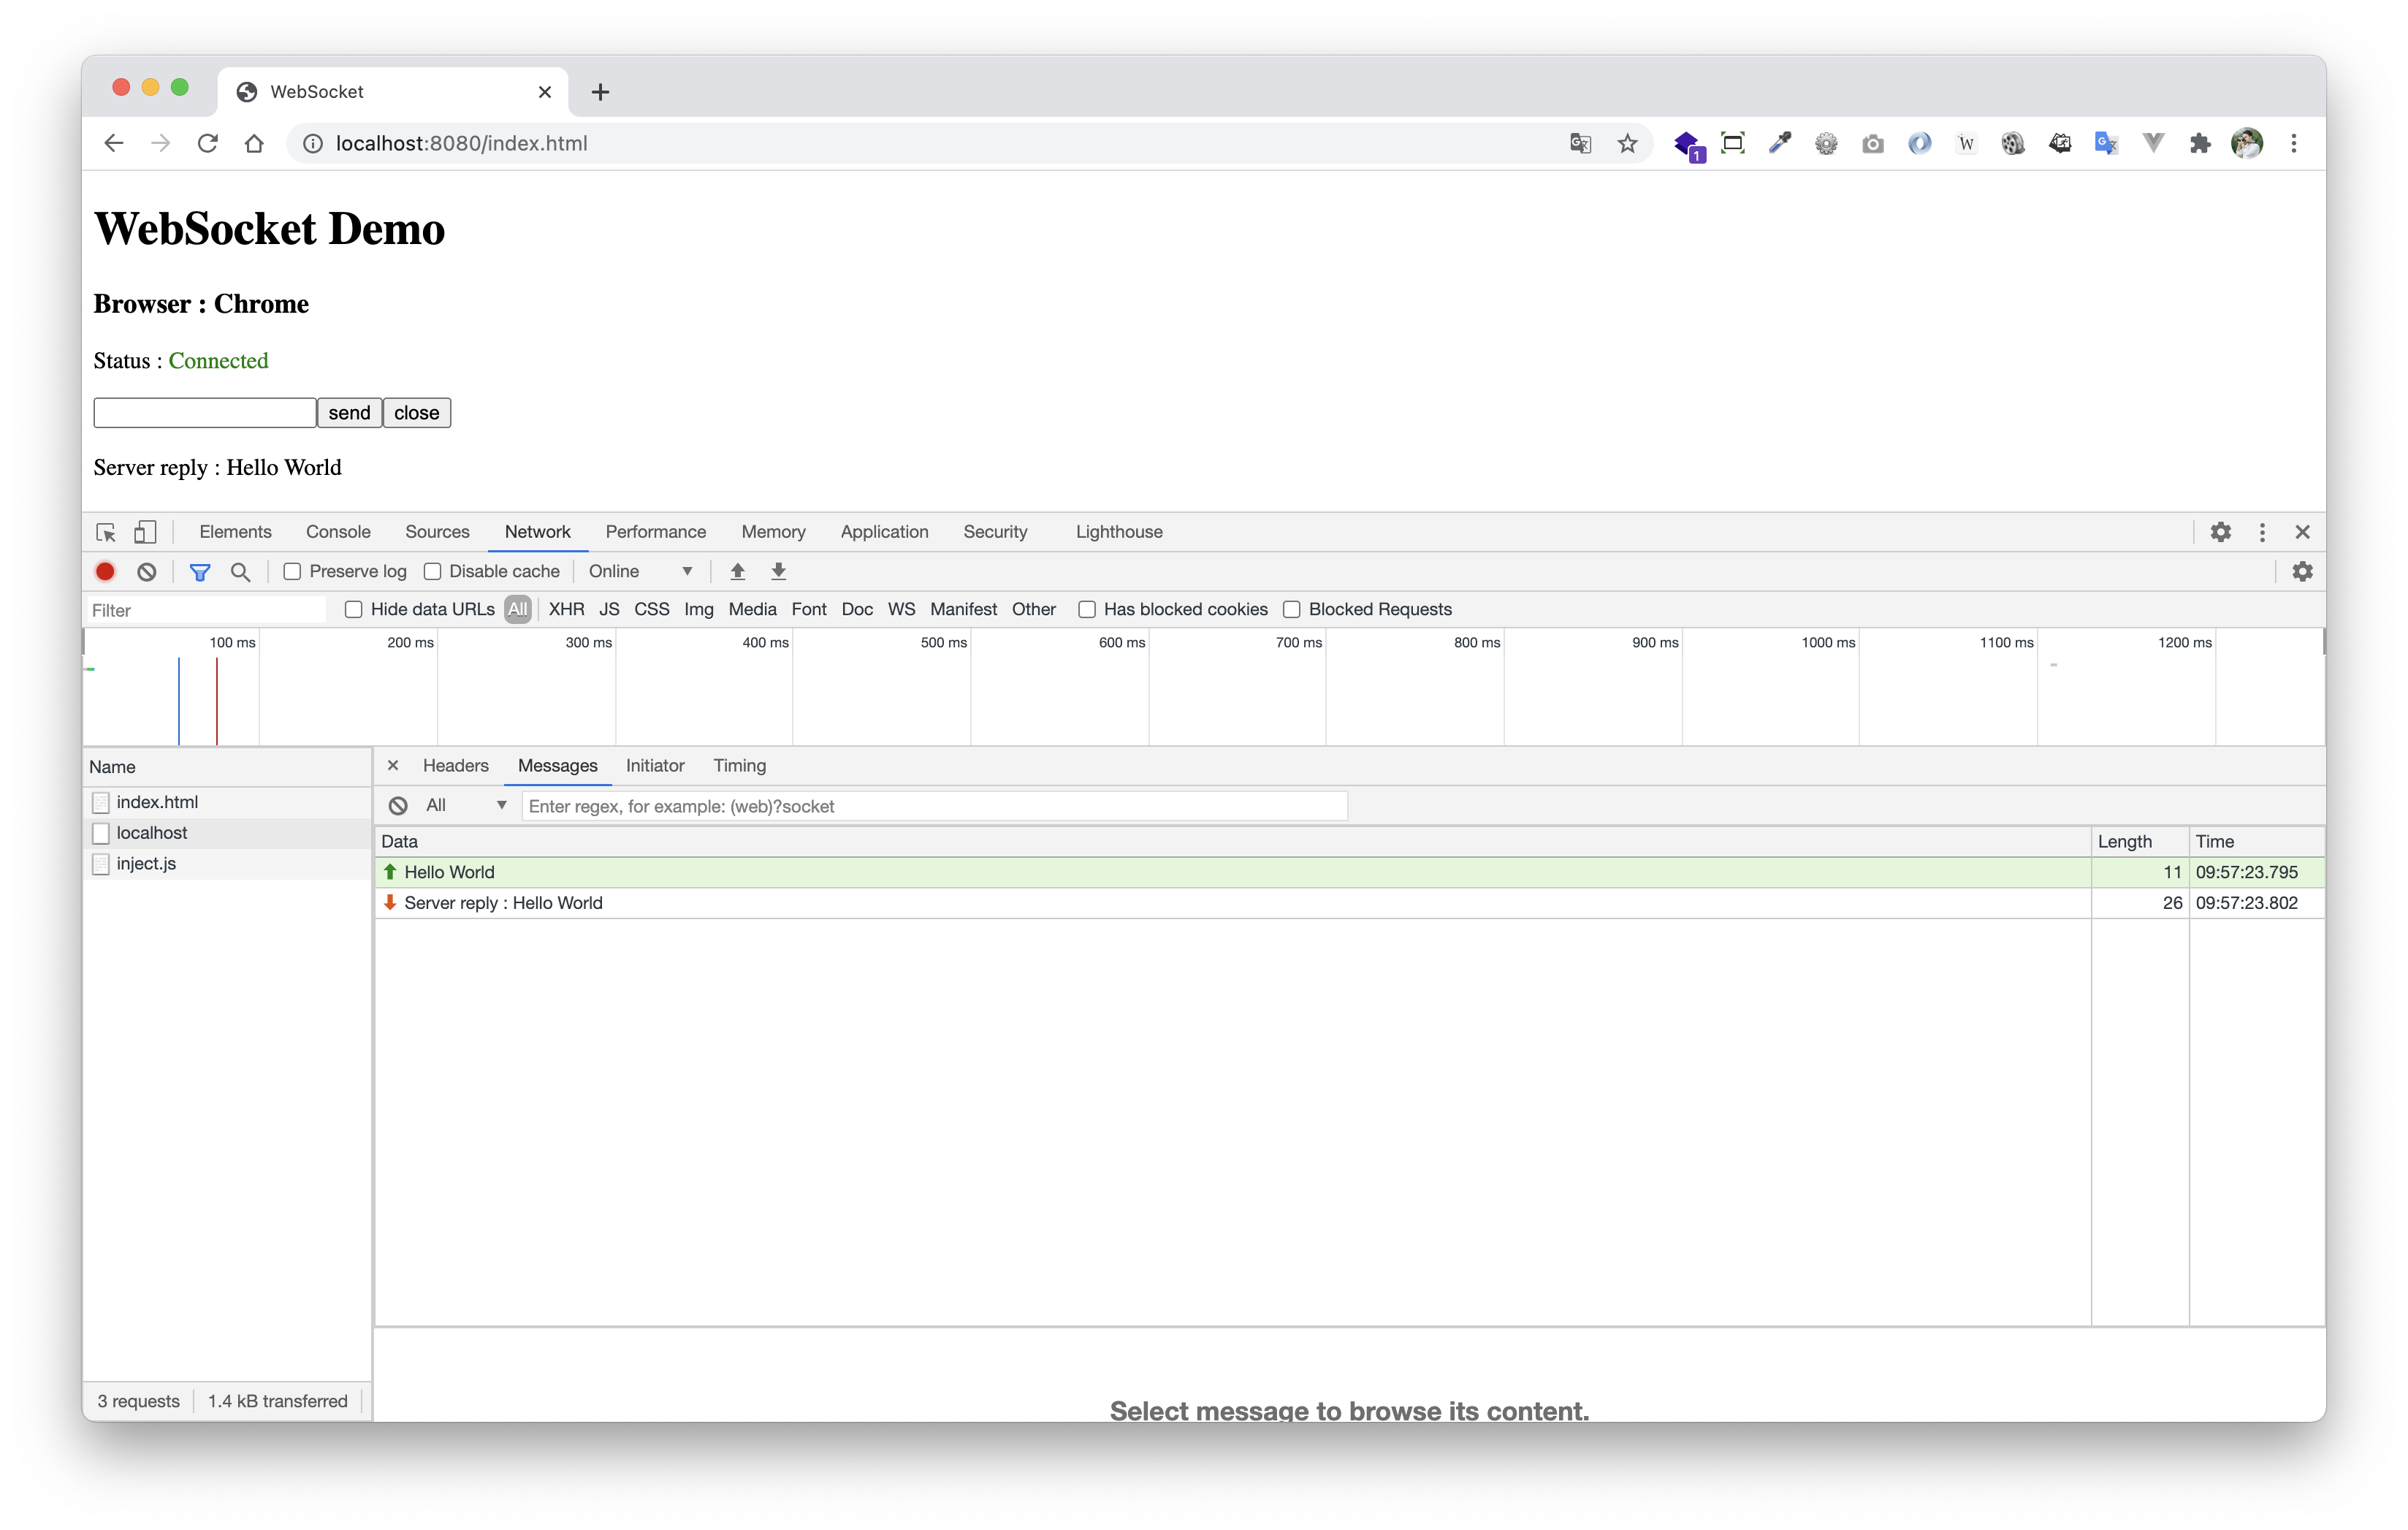 WebSocket
localhost:8080/index.html
1
W
G
WebSocket Demo
Browser : Chrome
Status : Connected
send close
Server reply : Hello World
Elements Console Sources Network Performance Memory Application Security Lighthouse
Preserve log Disable cache Online
Filter Hide data URLs All XHR JS CSS Img Media Font Doc WS Manifest Other Has blocked cookies Blocked Requests
100 ms 200 ms 300 ms 400 ms 500 ms 600 ms 700 ms 800 ms 900 ms 1000 ms 1100 ms 1200 ms
Name Headers Messages Initiator Timing
index.html All Enter regex, for example: (web)?socket
localhost Data Length Time
inject.js Hello World 11 09:57:23.795
Server reply : Hello World 26 09:57:23.802
3 requests 1.4 kB transferred
Select message to browse its content.